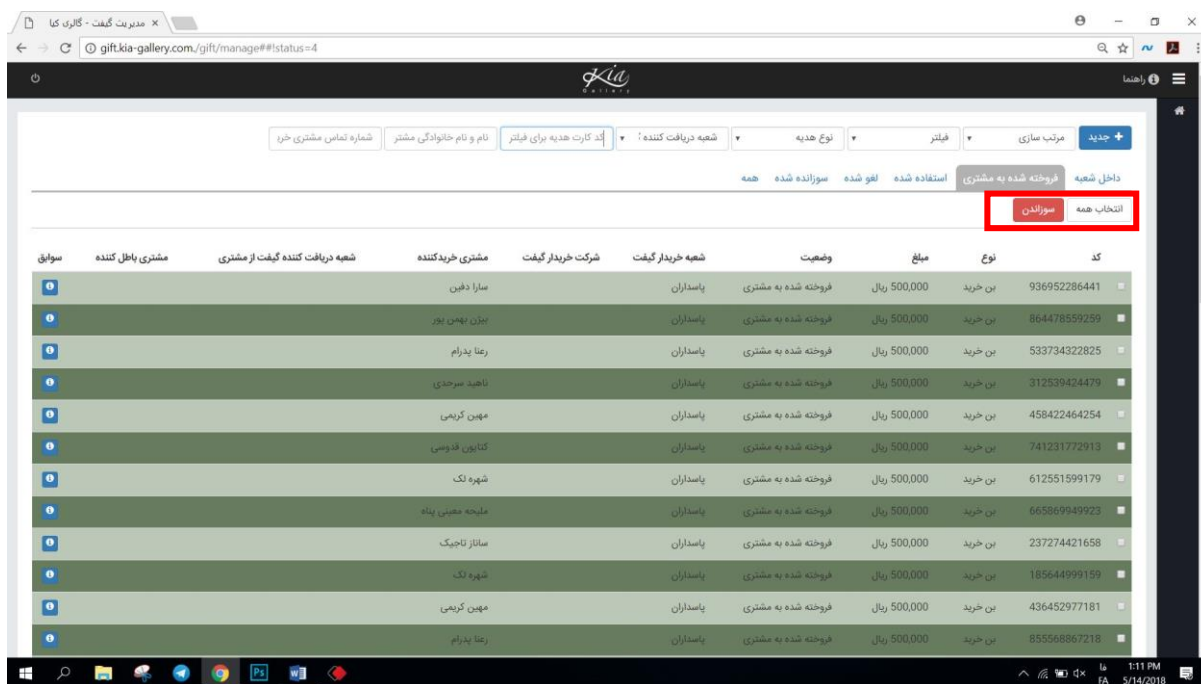 مدیریت گیفت - گالری کیا
gift.kia-gallery.com./gift/manage##!status=4
راهنما
Kia
Gallery
جدید مرتب سازی فیلتر نوع هدیه شعبه دریافت کننده کد کارت هدیه برای فیلتر نام و نام خانوادگی مشتر شماره تماس مشتری خری
داخل شعبه فروخته شده به مشتری استفاده شده لغو شده سوزانده شده همه
انتخاب همه سوزاندن
کد نوع مبلغ وضعیت شعبه خریدار گیفت شرکت خریدار گیفت مشتری خریدکننده شعبه دریافت کننده گیفت از مشتری مشتری باطل کننده سوابق
936952286441 بن خرید 500,000 ریال فروخته شده به مشتری پاسداران سارا دفین
864478559259 بن خرید 500,000 ریال فروخته شده به مشتری پاسداران بیژن بهمن پور
533734322825 بن خرید 500,000 ریال فروخته شده به مشتری پاسداران رعنا پدرام
312539424479 بن خرید 500,000 ریال فروخته شده به مشتری پاسداران ناهید سرحدی
458422464254 بن خرید 500,000 ریال فروخته شده به مشتری پاسداران مهین کریمی
741231772913 بن خرید 500,000 ریال فروخته شده به مشتری پاسداران کتایون قدوسی
612551599179 بن خرید 500,000 ریال فروخته شده به مشتری پاسداران شهره لک
665869949923 بن خرید 500,000 ریال فروخته شده به مشتری پاسداران ملیحه معینی پناه
237274421658 بن خرید 500,000 ریال فروخته شده به مشتری پاسداران ساناز تاجیک
185644999159 بن خرید 500,000 ریال فروخته شده به مشتری پاسداران شهره لک
436452977181 بن خرید 500,000 ریال فروخته شده به مشتری پاسداران مهین کریمی
855568867218 بن خرید 500,000 ریال فروخته شده به مشتری پاسداران رعنا پدرام
Ps
فا
FA
1:11 PM
5/14/2018